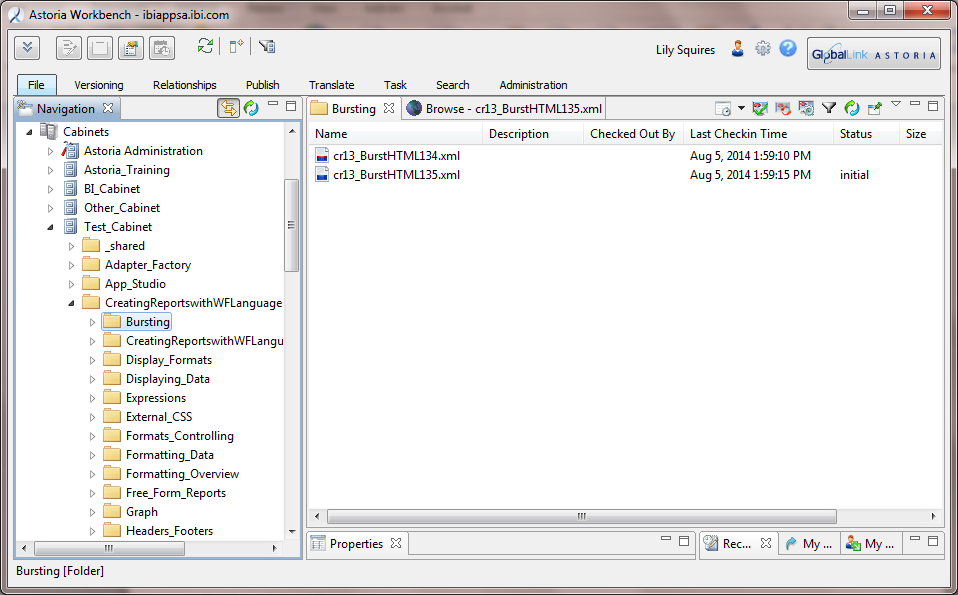 Astoria Workbench - ibiappsa.ibi.com
Lily Squires
GlobalLink ASTORIA
File Versioning Relationships Publish Translate Task Search Administration
Navigation
Cabinets
Astoria Administration
Astoria_Training
BI_Cabinet
Other_Cabinet
Test_Cabinet
_shared
Adapter_Factory
App_Studio
CreatingReportswithWFLanguage
Bursting
CreatingReportswithWFLangu
Display_Formats
Displaying_Data
Expressions
External_CSS
Formats_Controlling
Formatting_Data
Formatting_Overview
Free_Form_Reports
Graph
Headers_Footers
Bursting Browse - cr13_BurstHTML135.xml
Name Description Checked Out By Last Checkin Time Status Size
cr13_BurstHTML134.xml Aug 5, 2014 1:59:10 PM
cr13_BurstHTML135.xml Aug 5, 2014 1:59:15 PM initial
Properties
Rec... My ... My ...
Bursting [Folder]